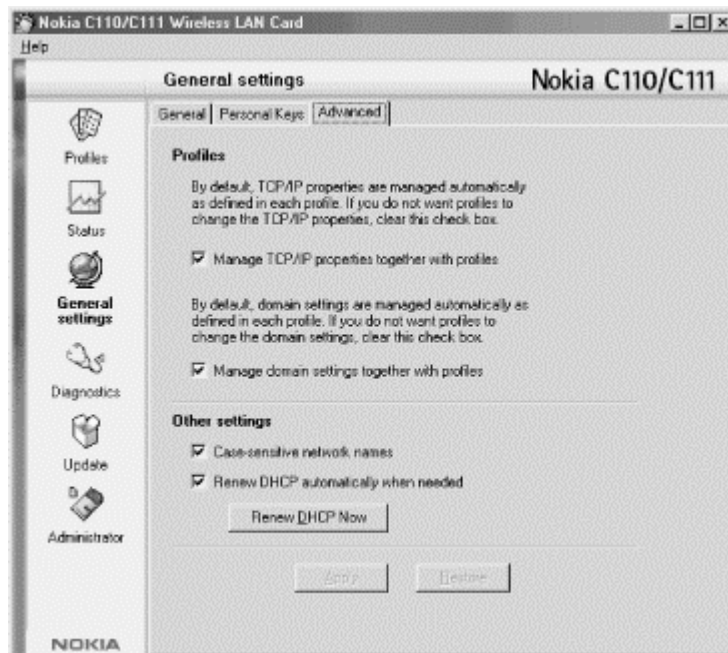 Nokia C110/C111 Wireless LAN Card
Help
General settings
Nokia C110/C111
General
Personal Keys
Advanced
Profiles
Status
General
settings
Diagnostics
Update
Administrator
NOKIA
Profiles
By default, TCP/IP properties are managed automatically
as defined in each profile. If you do not want profiles to
change the TCP/IP properties, clear this check box.
Manage TCP/IP properties together with profiles
By default, domain settings are managed automatically as
defined in each profile. If you do not want profiles to
change the domain settings, clear this check box.
Manage domain settings together with profiles
Other settings
Case-sensitive network names
Renew DHCP automatically when needed
Renew DHCP Now
Apply
Restore